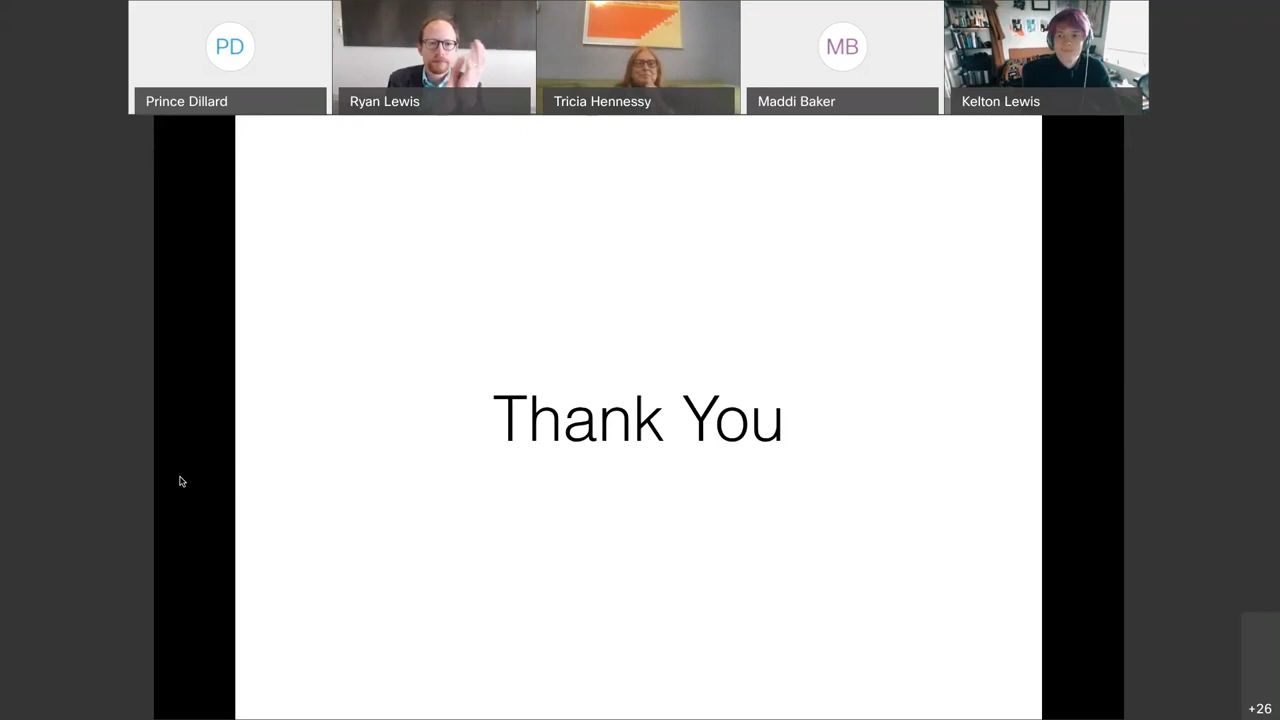 PD
MB
Prince Dillard
Ryan Lewis
Tricia Hennessy
Maddi Baker
Kelton Lewis
Thank You
+26